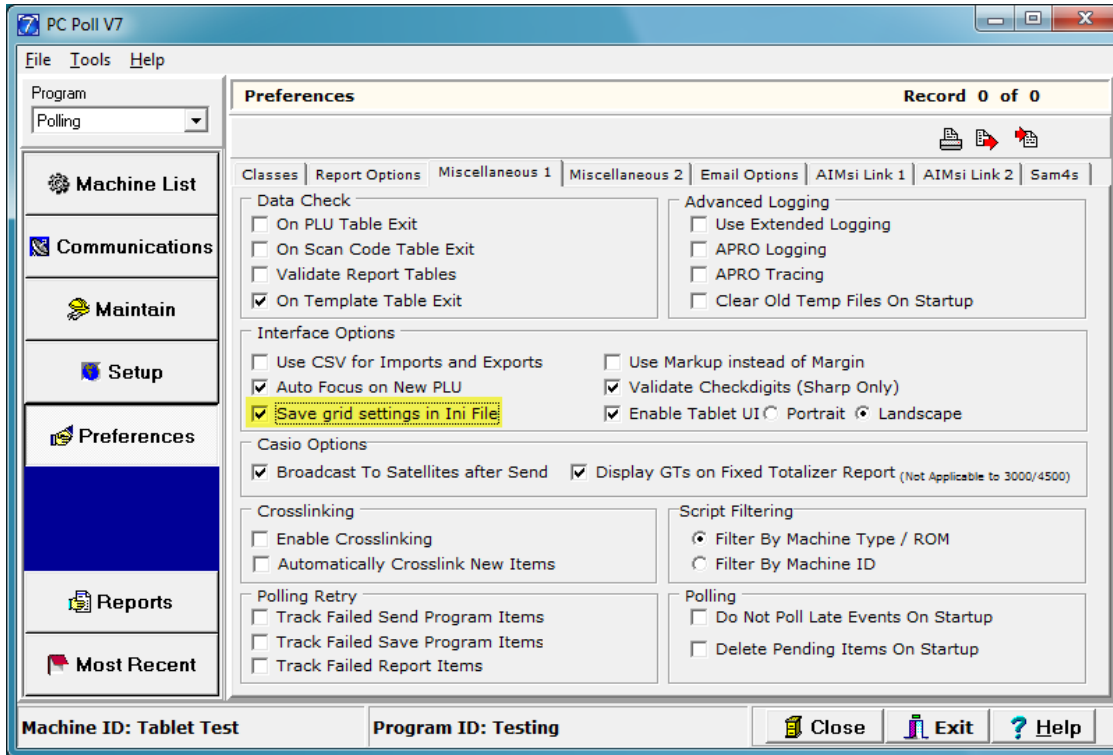 PC Poll V7
File Tools Help
Program
Polling
Machine List
Communications
Maintain
Setup
Preferences
Reports
Most Recent
Preferences Record 0 of 0
Classes Report Options Miscellaneous 1 Miscellaneous 2 Email Options AIMsi Link 1 AIMsi Link 2 Sam4s
Data Check
On PLU Table Exit
On Scan Code Table Exit
Validate Report Tables
On Template Table Exit
Advanced Logging
Use Extended Logging
APRO Logging
APRO Tracing
Clear Old Temp Files On Startup
Interface Options
Use CSV for Imports and Exports
Use Markup instead of Margin
Auto Focus on New PLU
Validate Checkdigits (Sharp Only)
Save grid settings in Ini File
Enable Tablet UI Portrait Landscape
Casio Options
Broadcast To Satellites after Send
Display GTs on Fixed Totalizer Report (Not Applicable to 3000/4500)
Crosslinking
Enable Crosslinking
Automatically Crosslink New Items
Script Filtering
Filter By Machine Type / ROM
Filter By Machine ID
Polling Retry
Track Failed Send Program Items
Track Failed Save Program Items
Track Failed Report Items
Polling
Do Not Poll Late Events On Startup
Delete Pending Items On Startup
Machine ID: Tablet Test
Program ID: Testing
Close
Exit
Help